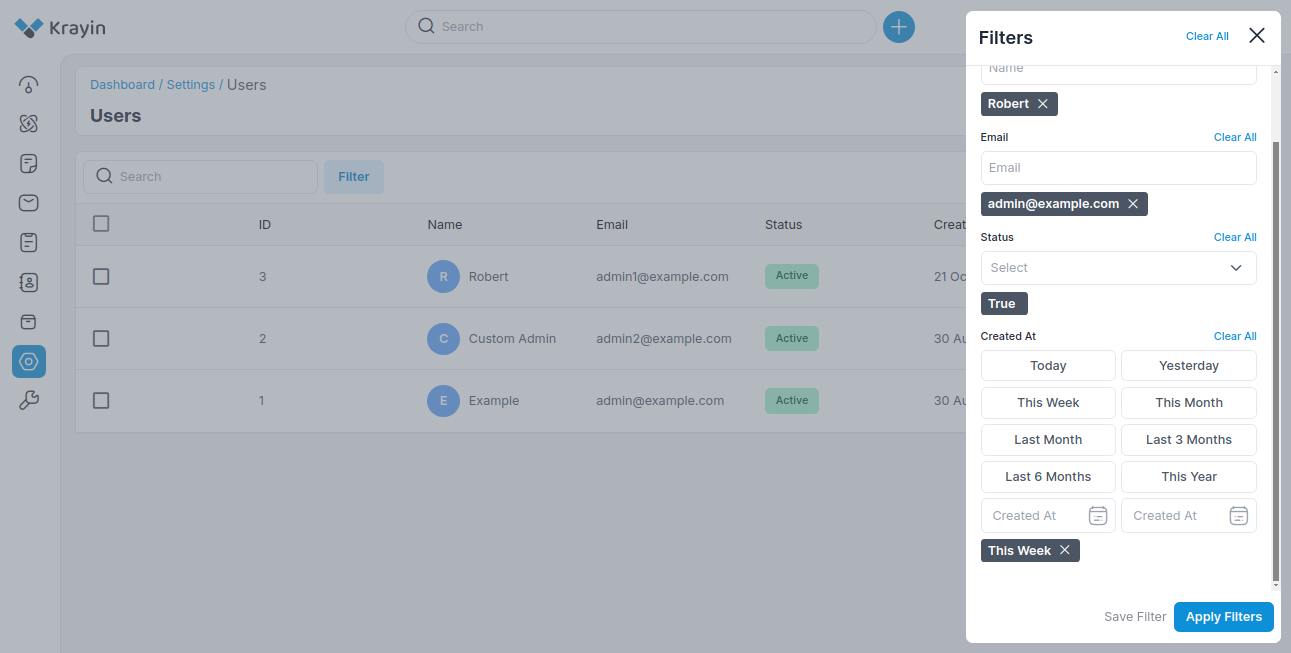 Krayin
Search
Dashboard / Settings / Users
Users
Search
Filter
ID Name Email Status Creat
3 R Robert admin1@example.com Active 21 Oc
2 C Custom Admin admin2@example.com Active 30 Au
1 E Example admin@example.com Active 30 Au
Filters Clear All
Name
Robert
Email Clear All
Email
admin@example.com
Status Clear All
Select
True
Created At Clear All
Today Yesterday
This Week This Month
Last Month Last 3 Months
Last 6 Months This Year
Created At Created At
This Week
Save Filter Apply Filters